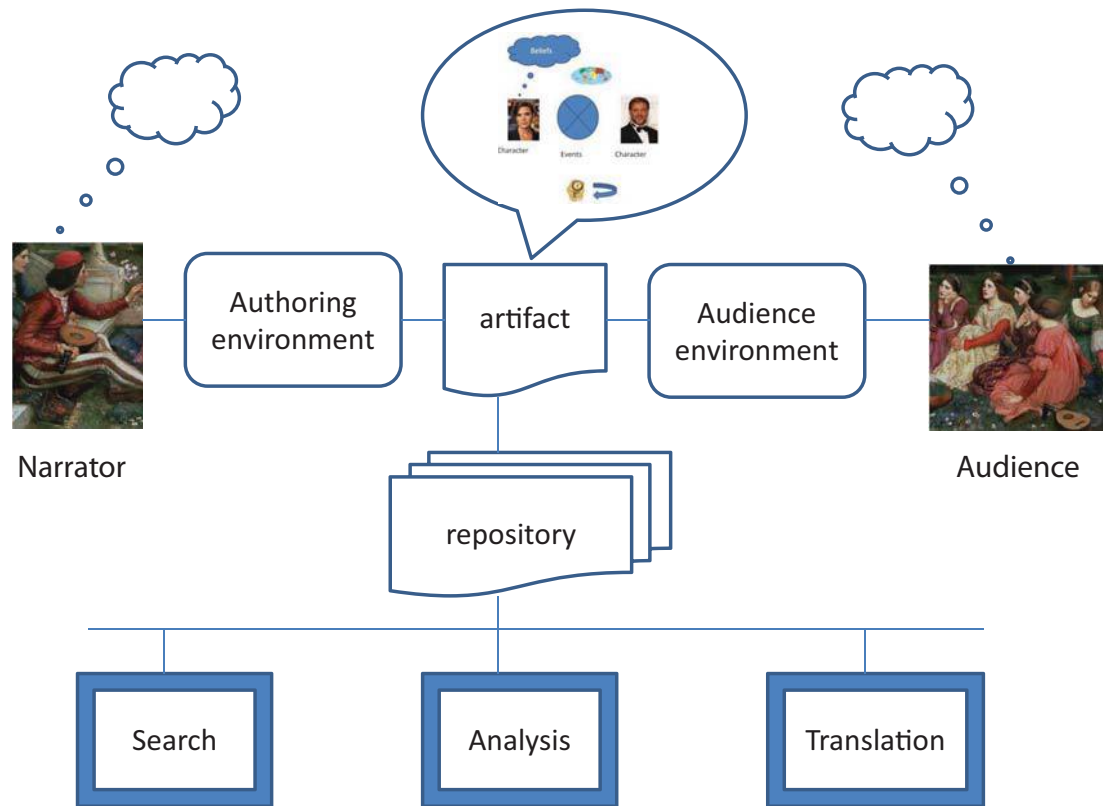 Beliefs
Character
Events
Character
Authoring
environment
artifact
Audience
environment
Narrator
Audience
repository
Search
Analysis
Translation